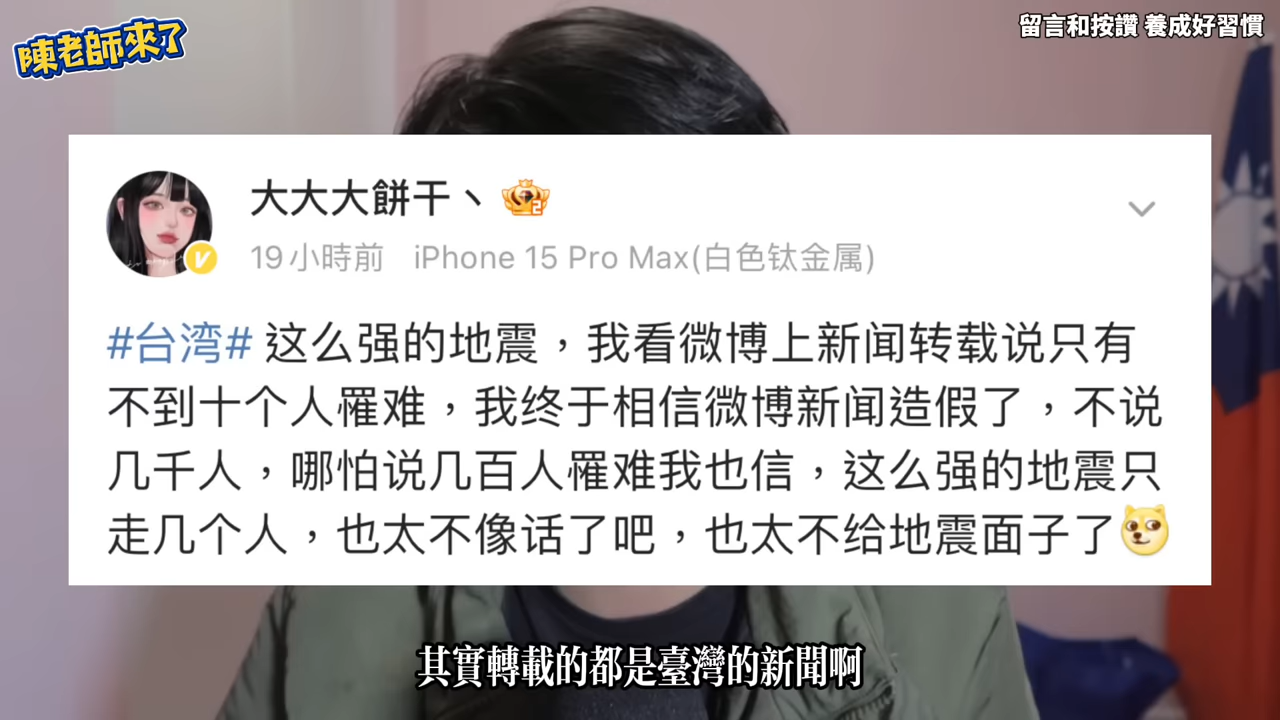 陳老師來了
留言和按讚 養成好習慣
大大大餅干丶
19小時前 iPhone 15 Pro Max(白色钛金属)
#台湾# 这么强的地震，我看微博上新闻转载说只有
不到十个人罹难，我终于相信微博新闻造假了，不说
几千人，哪怕说几百人罹难我也信，这么强的地震只
走几个人，也太不像话了吧，也太不给地震面子了
其實轉載的都是臺灣的新聞啊